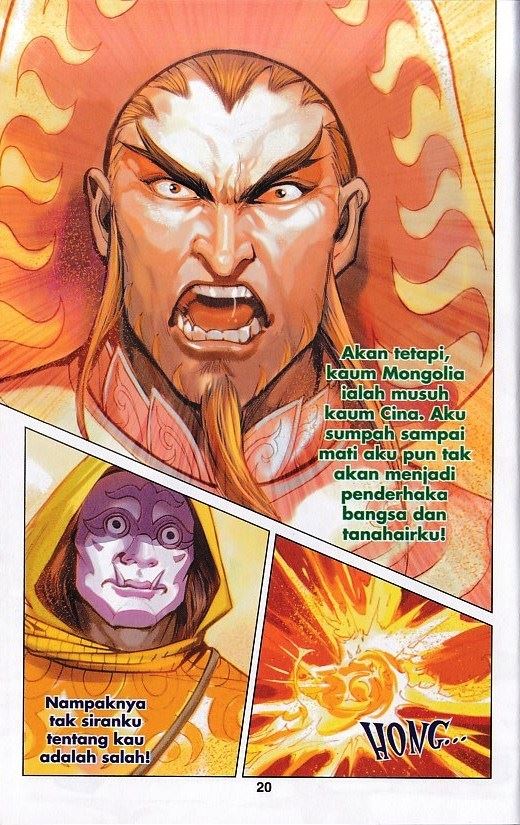 Akan tetapi,
kaum Mongolia
ialah musuh
kaum Cina. Aku
sumpah sampai
mati aku pun tak
akan menjadi
penderhaka
bangsa dan
tanahairku!
Nampaknya
tak siranku
tentang kau
adalah salah!
HONG...
20